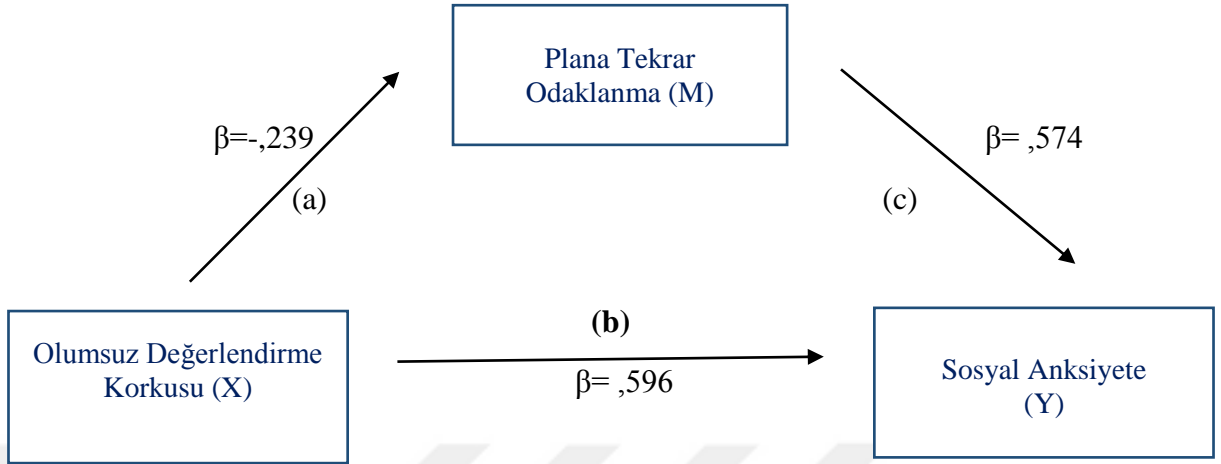 Plana Tekrar
Odaklanma (M)
β=-,239
β= ,574
(a)
(c)
(b)
Olumsuz Değerlendirme
Korkusu (X)
β= ,596
Sosyal Anksiyete
(Y)